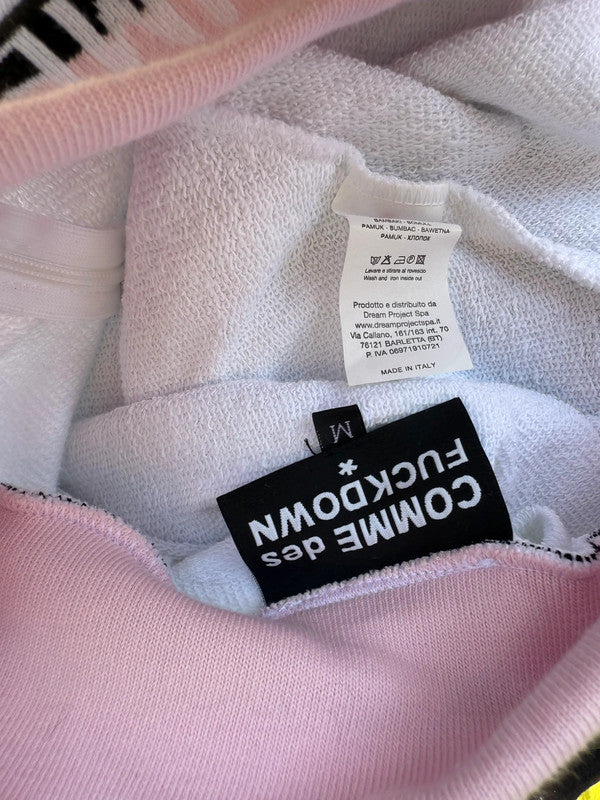 PAMUK - BUMBAC - BAWEŁNA
PAMUK - ХЛОПОК
Lavare e stirare al rovescio
Wash and iron inside out
Prodotto e distribuito da
Dream Project Spa
www.dreamprojectspa.it
Via Callano, 161/163 int. 70
76121 BARLETTA (BT)
P. IVA 06971910721
MADE IN ITALY
M
COMME des
FUCKDOWN
*